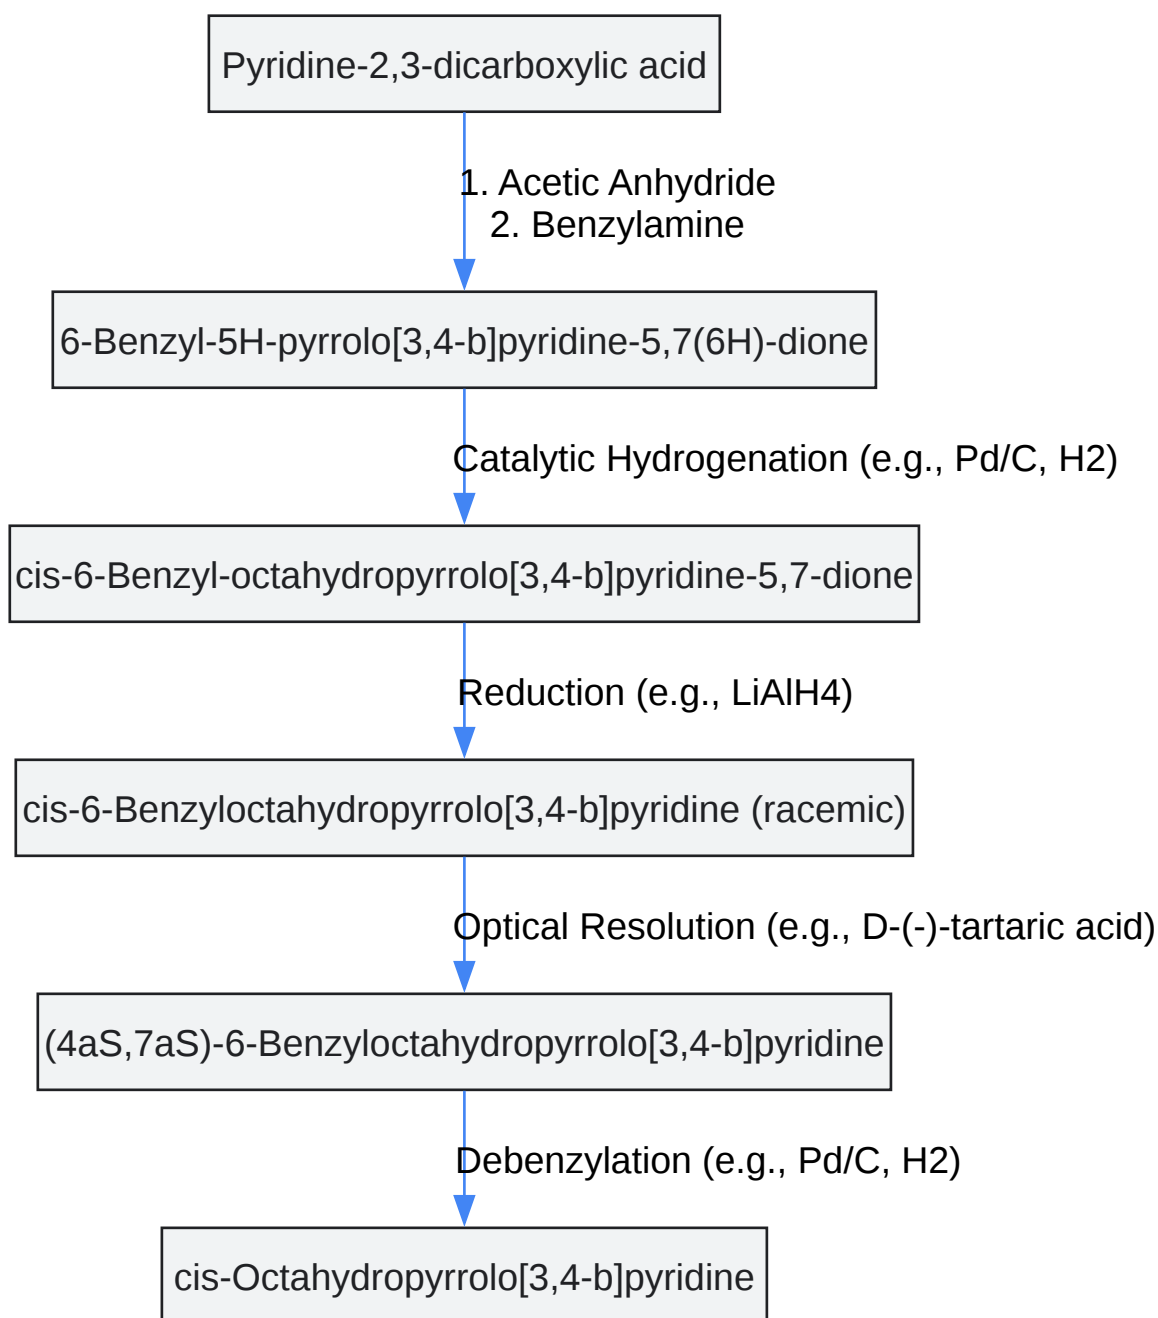 Pyridine-2,3-dicarboxylic acid
1. Acetic Anhydride
2. Benzylamine
6-Benzyl-5H-pyrrolo[3,4-b]pyridine-5,7(6H)-dione
Catalytic Hydrogenation (e.g., Pd/C, H2)
cis-6-Benzyl-octahydropyrrolo[3,4-b]pyridine-5,7-dione
Reduction (e.g., LiAlH4)
cis-6-Benzyloctahydropyrrolo[3,4-b]pyridine (racemic)
Optical Resolution (e.g., D-(-)-tartaric acid)
(4aS,7aS)-6-Benzyloctahydropyrrolo[3,4-b]pyridine
Debenzylation (e.g., Pd/C, H2)
cis-Octahydropyrrolo[3,4-b]pyridine